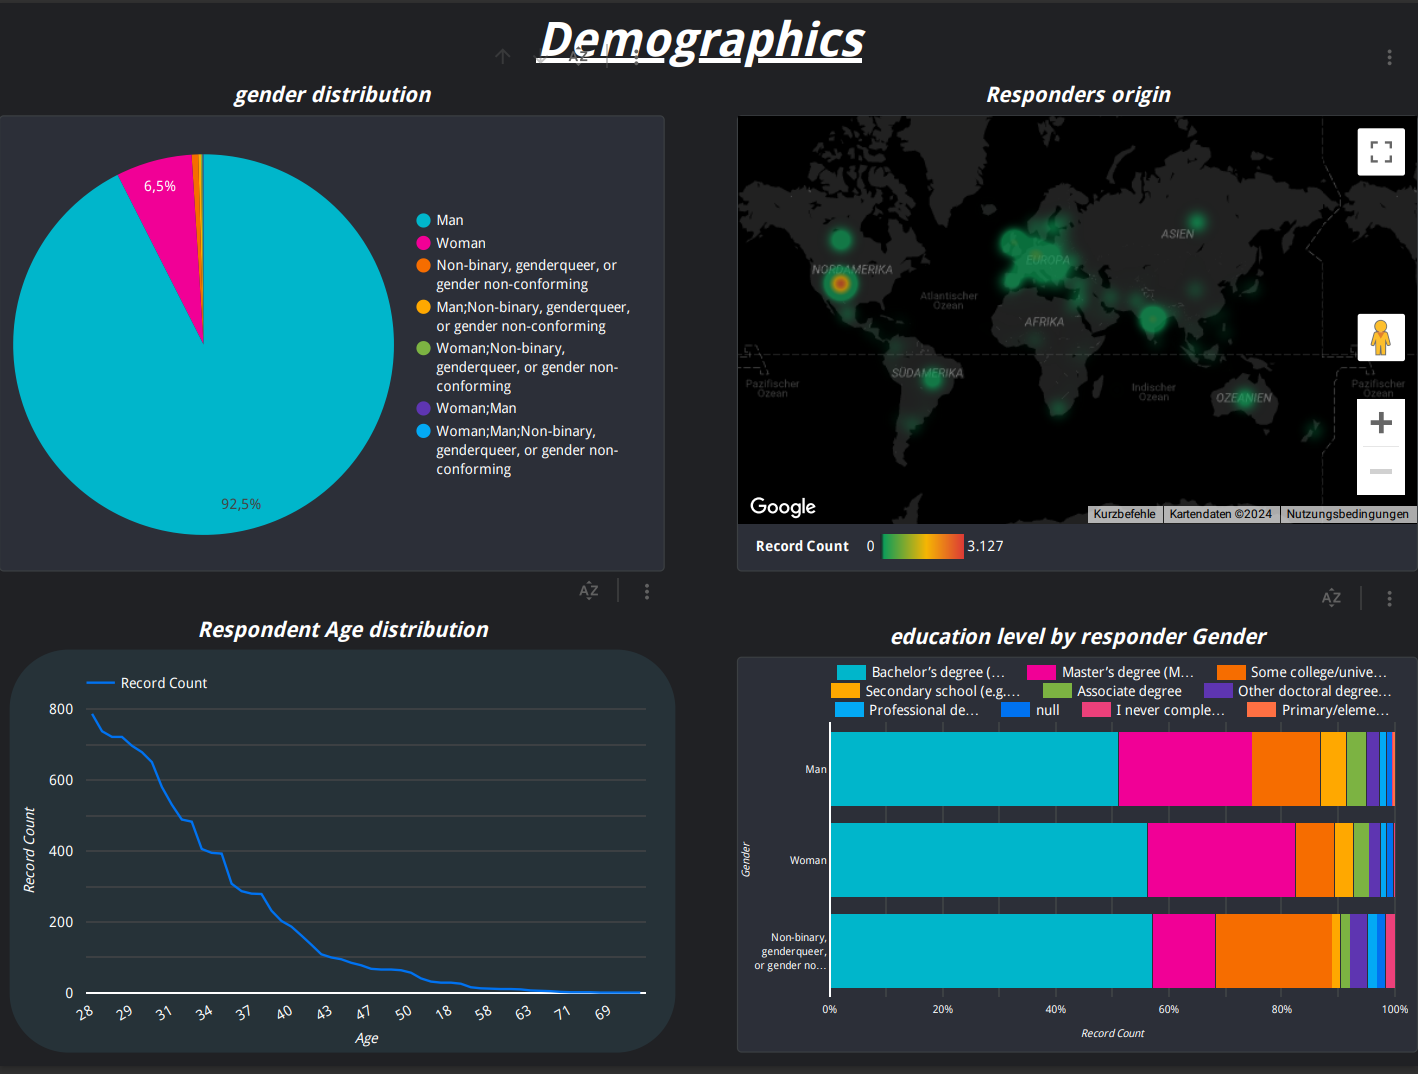 Demographics
gender distribution
6,5%
92,5%
Man
Woman
Non-binary, genderqueer, or
gender non-conforming
Man;Non-binary, genderqueer,
or gender non-conforming
Woman;Non-binary,
genderqueer, or gender non-
conforming
Woman;Man
Woman;Man;Non-binary,
genderqueer, or gender non-
conforming
Responders origin
ASIEN
NORDAMERIKA
EUROPA
Atlantischer
Ozean
AFRIKA
SÜDAMERIKA
Pazifischer
Ozean
Indischer
Ozean
OZEANIEN
Pazifischer
Ozean
Google
Kurzbefehle
Kartendaten ©2024
Nutzungsbedingungen
Record Count 0 3.127
AZ
Respondent Age distribution
Record Count
800
600
400
200
0
Record Count
28 29 31 34 37 40 43 47 50 18 58 63 71 69
Age
AZ
education level by responder Gender
Bachelor's degree (... Master's degree (M... Some college/unive...
Secondary school (e.g.... Associate degree Other doctoral degree...
Professional de... null I never comple... Primary/eleme...
Gender
Man
Woman
Non-binary,
genderqueer,
or gender no...
0% 20% 40% 60% 80% 100%
Record Count